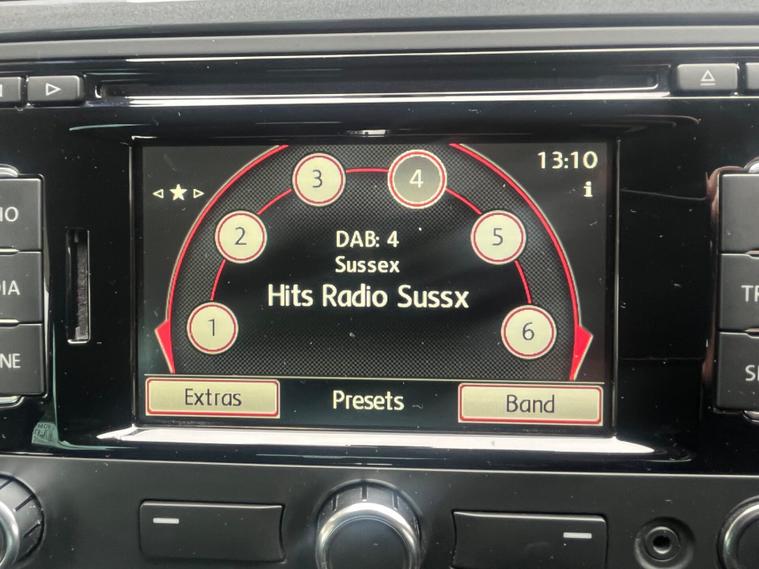 13:10
3
4
2
5
1
6
DAB: 4
Sussex
Hits Radio Sussx
Extras
Presets
Band